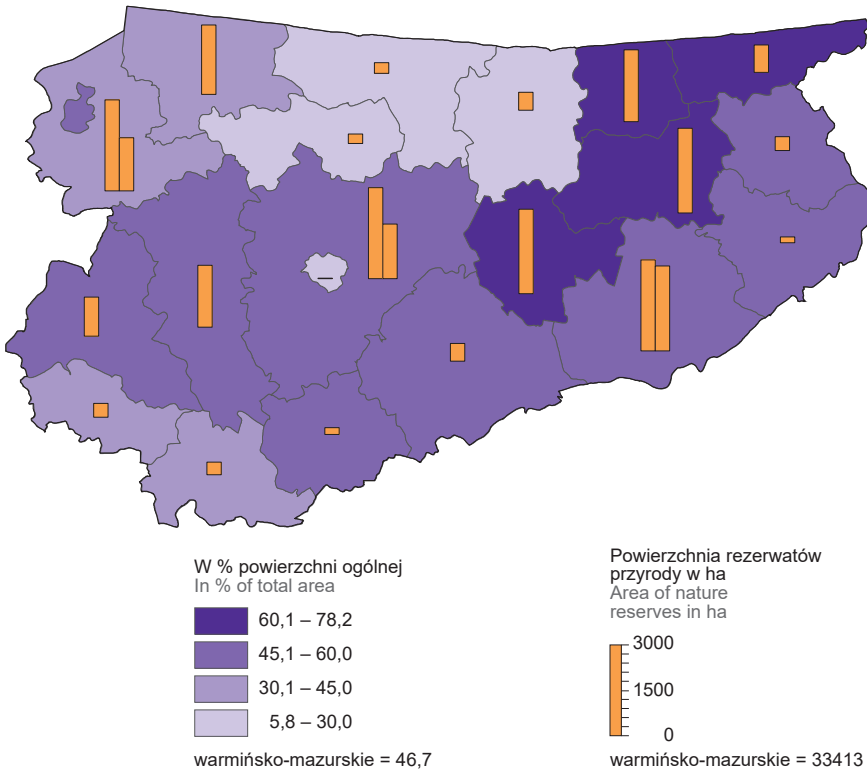 W % powierzchni ogólnej
In % of total area
60,1 – 78,2
45,1 – 60,0
30,1 – 45,0
5,8 – 30,0
warmińsko-mazurskie = 46,7
Powierzchnia rezerwatów
przyrody w ha
Area of nature
reserves in ha
3000
1500
0
warmińsko-mazurskie = 33413